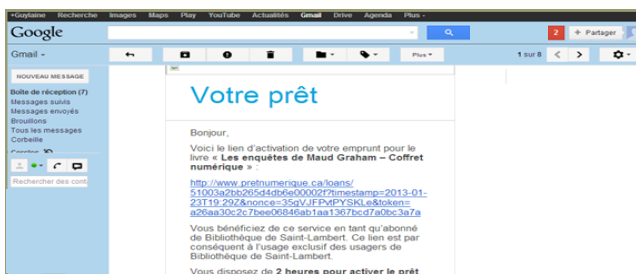 +Guylaine Recherche Images Maps Play YouTube Actualités Gmail Drive Agenda Plus
Google
2 + Partager
Gmail
Plus
1 sur 8
NOUVEAU MESSAGE
Boîte de réception (7)
Messages suivis
Messages envoyés
Brouillons
Tous les messages
Corbeille
Rechercher des cont
Votre prêt
Bonjour,
Voici le lien d'activation de votre emprunt pour le
livre « Les enquêtes de Maud Graham – Coffret
numérique » :
http://www.pretnumerique.ca/loans/
51003a2bb265d4db6e00002f?timestamp=2013-01-
23T19:29Z&nonce=35gVJFPvtPYSKLe&token=
a26aa30c2c7bee06846ab1aa1367bcd7a0bc3a7a
Vous bénéficiez de ce service en tant qu'abonné
de Bibliothèque de Saint-Lambert. Ce lien est par
conséquent à l'usage exclusif des usagers de
Bibliothèque de Saint-Lambert.
Vous disposez de 2 heures pour activer le prêt